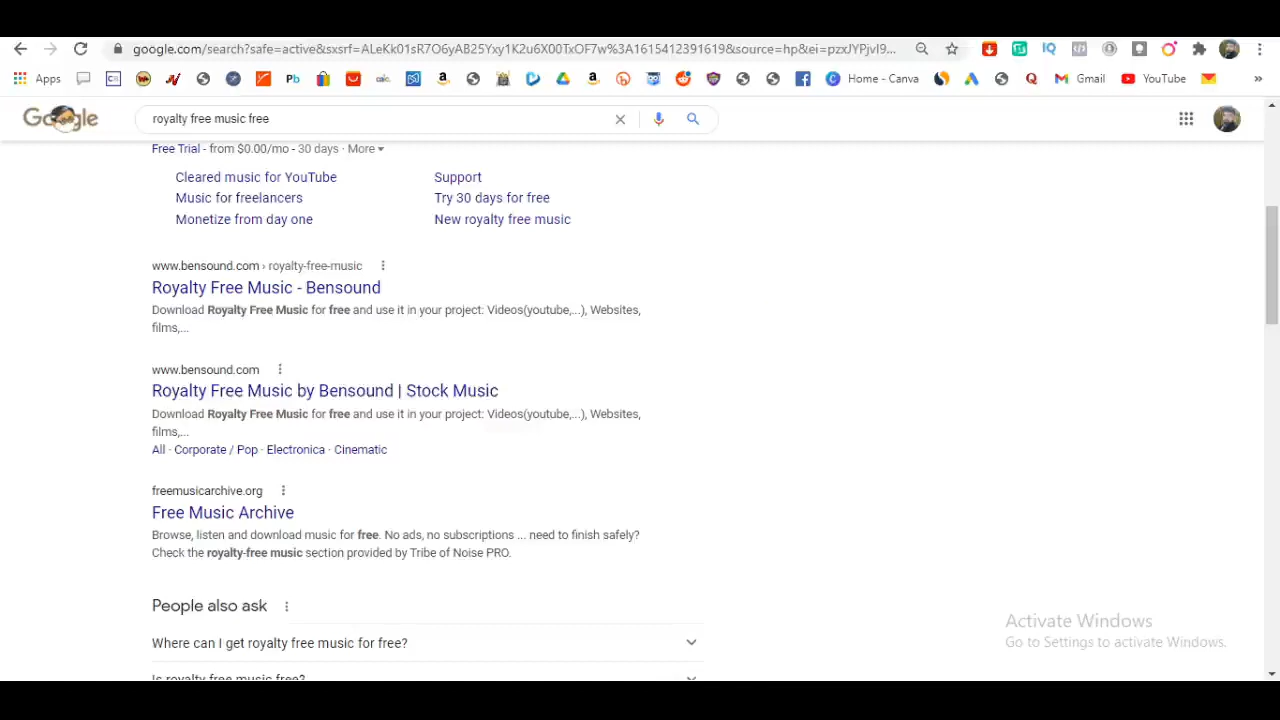 google.com/search?safe=active&sxsrf=ALeKk01sR7O6yAB25Yxy1K2u6X00TxOF7w%3A1615412391619&source=hp&ei=pzxJYPjvI9...
Apps
Pb
Home - Canva
Gmail
YouTube
»
Google
royalty free music free
Free Trial - from $0.00/mo - 30 days · More
Cleared music for YouTube
Support
Music for freelancers
Try 30 days for free
Monetize from day one
New royalty free music
www.bensound.com › royalty-free-music
Royalty Free Music - Bensound
Download Royalty Free Music for free and use it in your project: Videos(youtube,...), Websites,
films,...
www.bensound.com
Royalty Free Music by Bensound | Stock Music
Download Royalty Free Music for free and use it in your project: Videos(youtube,...), Websites,
films,...
All · Corporate / Pop · Electronica · Cinematic
freemusicarchive.org
Free Music Archive
Browse, listen and download music for free. No ads, no subscriptions ... need to finish safely?
Check the royalty-free music section provided by Tribe of Noise PRO.
People also ask
Where can I get royalty free music for free?
Is royalty free music free?
Activate Windows
Go to Settings to activate Windows.